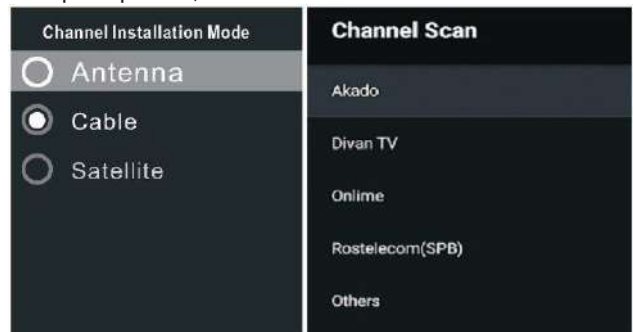 Channel Installation Mode
Antenna
Cable
Satellite
Channel Scan
Akado
Divan TV
Onlime
Rostelecom(SPB)
Others